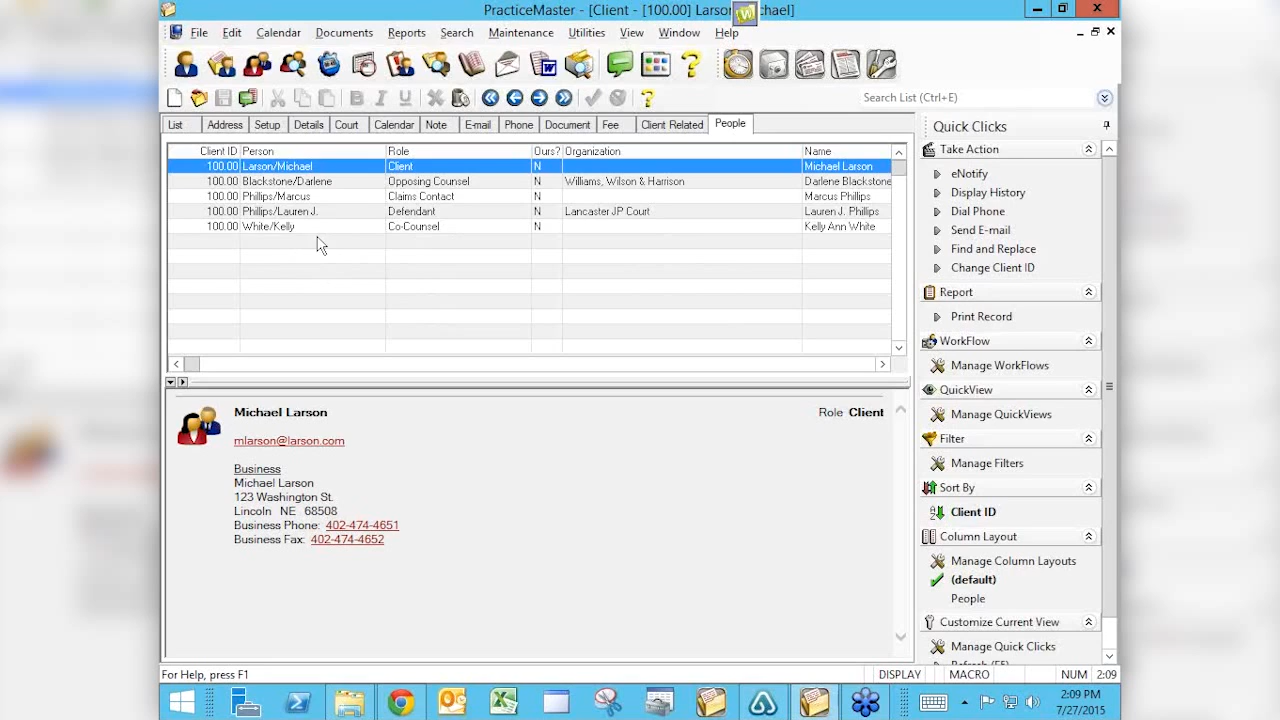 PracticeMaster - [Client - [100.00] Larso hael]
File Edit Calendar Documents Reports Search Maintenance Utilities View Window Help
Search List (Ctrl+E)
List Address Setup Details Court Calendar Note E-mail Phone Document Fee Client Related People
Client ID Person Role Ours? Organization Name
100.00 Larson/Michael Client N Michael Larson
100.00 Blackstone/Darlene Opposing Counsel N Williams, Wilson & Harrison Darlene Blackstone
100.00 Phillips/Marcus Claims Contact N Marcus Phillips
100.00 Phillips/Lauren J. Defendant N Lancaster JP Court Lauren J. Phillips
100.00 White/Kelly Co-Counsel N Kelly Ann White
Michael Larson Role Client
mlarson@larson.com
Business
Michael Larson
123 Washington St.
Lincoln NE 68508
Business Phone: 402-474-4651
Business Fax: 402-474-4652
Quick Clicks
Take Action
eNotify
Display History
Dial Phone
Send E-mail
Find and Replace
Change Client ID
Report
Print Record
WorkFlow
Manage WorkFlows
QuickView
Manage QuickViews
Filter
Manage Filters
Sort By
Client ID
Column Layout
Manage Column Layouts
(default)
People
Customize Current View
Manage Quick Clicks
For Help, press F1 DISPLAY MACRO NUM 2:09
2:09 PM
7/27/2015